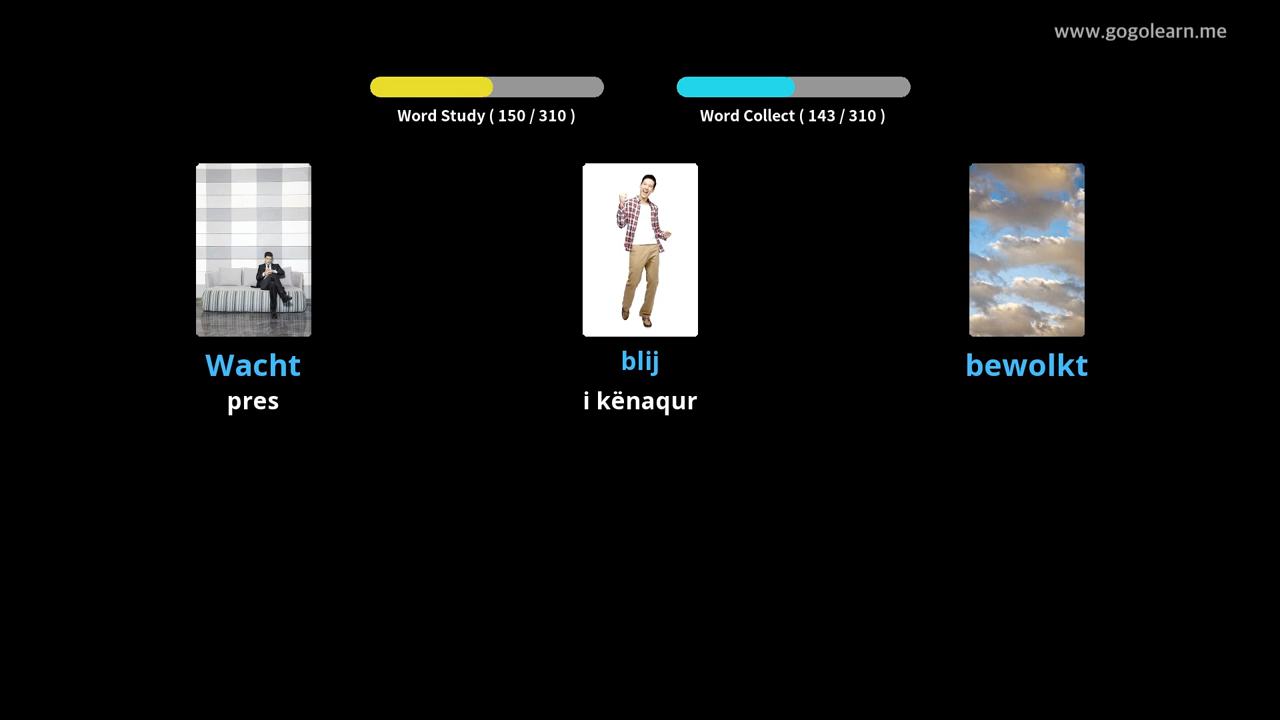 www.gogolearn.me
Word Study ( 150 / 310 )
Word Collect ( 143 / 310 )
Wacht
pres
blij
i kënaqur
bewolkt